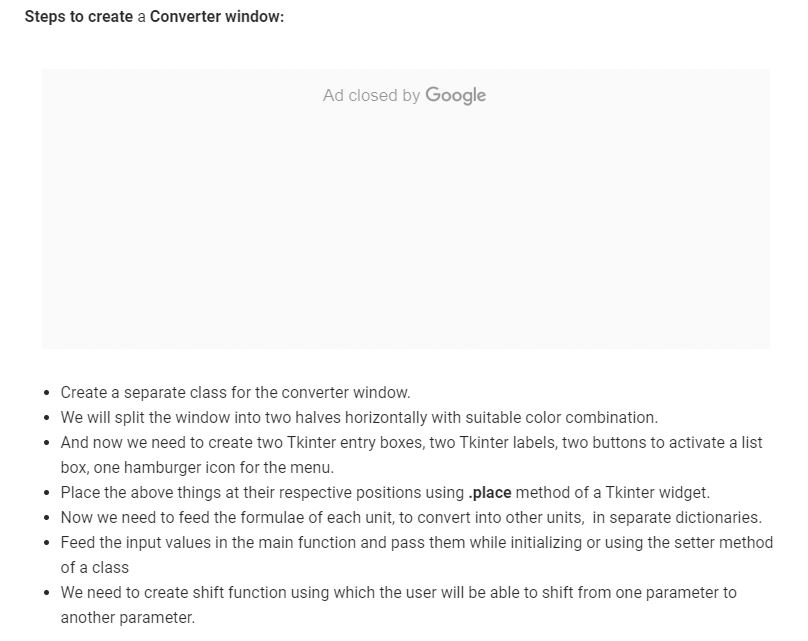 Steps to create a Converter window:
Ad closed by Google
• Create a separate class for the converter window.
• We will split the window into two halves horizontally with suitable color combination.
• And now we need to create two Tkinter entry boxes, two Tkinter labels, two buttons to activate a list
box, one hamburger icon for the menu.
• Place the above things at their respective positions using .place method of a Tkinter widget.
• Now we need to feed the formulae of each unit, to convert into other units,  in separate dictionaries.
• Feed the input values in the main function and pass them while initializing or using the setter method
of a class
• We need to create shift function using which the user will be able to shift from one parameter to
another parameter.